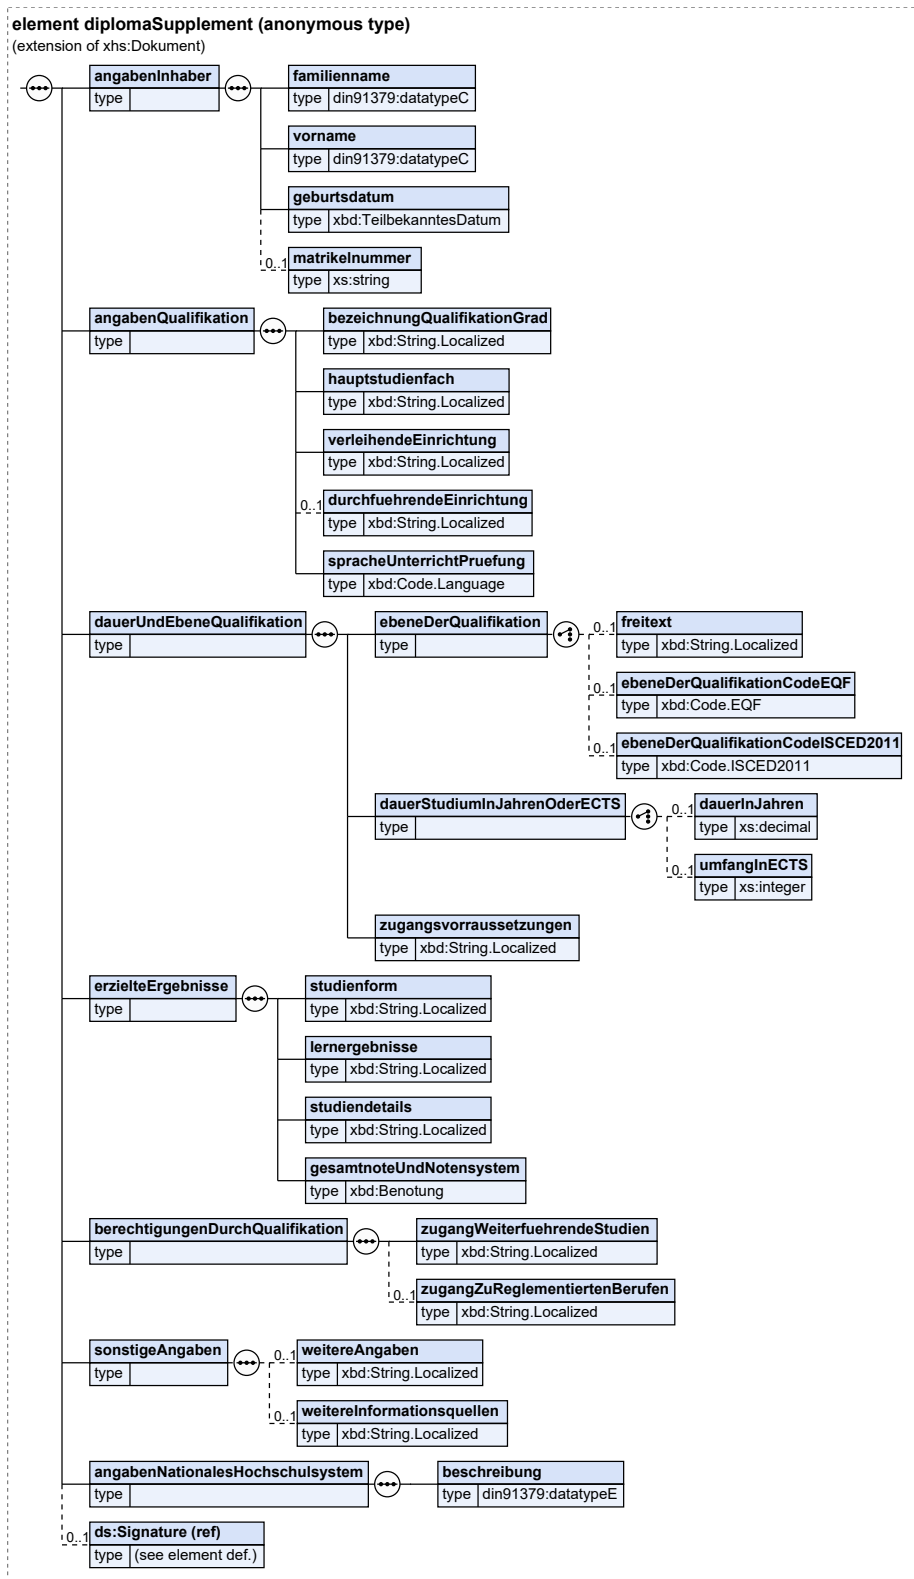 element diplomaSupplement (anonymous type)
(extension of xhs:Dokument)
angabenInhaber
type
familienname
type din91379:datatypeC
vorname
type din91379:datatypeC
geburtsdatum
type xbd:TeilbekanntesDatum
0..1 matrikelnummer
type xs:string
angabenQualifikation
type
bezeichnungQualifikationGrad
type xbd:String.Localized
hauptstudienfach
type xbd:String.Localized
verleihendeEinrichtung
type xbd:String.Localized
0..1 durchfuehrendeEinrichtung
type xbd:String.Localized
spracheUnterrichtPruefung
type xbd:Code.Language
dauerUndEbeneQualifikation
type
ebeneDerQualifikation
type
0..1 freitext
type xbd:String.Localized
0..1 ebeneDerQualifikationCodeEQF
type xbd:Code.EQF
0..1 ebeneDerQualifikationCodeISCED2011
type xbd:Code.ISCED2011
dauerStudiumInJahrenOderECTS
type
0..1 dauerInJahren
type xs:decimal
0..1 umfangInECTS
type xs:integer
zugangsvorraussetzungen
type xbd:String.Localized
erzielteErgebnisse
type
studienform
type xbd:String.Localized
lernergebnisse
type xbd:String.Localized
studiendetails
type xbd:String.Localized
gesamtnoteUndNotensystem
type xbd:Benotung
berechtigungenDurchQualifikation
type
zugangWeiterfuehrendeStudien
type xbd:String.Localized
0..1 zugangZuReglementiertenBerufen
type xbd:String.Localized
sonstigeAngaben
type
0..1 weitereAngaben
type xbd:String.Localized
0..1 weitereInformationsquellen
type xbd:String.Localized
angabenNationalesHochschulsystem
type
beschreibung
type din91379:datatypeE
0..1 ds:Signature (ref)
type (see element def.)